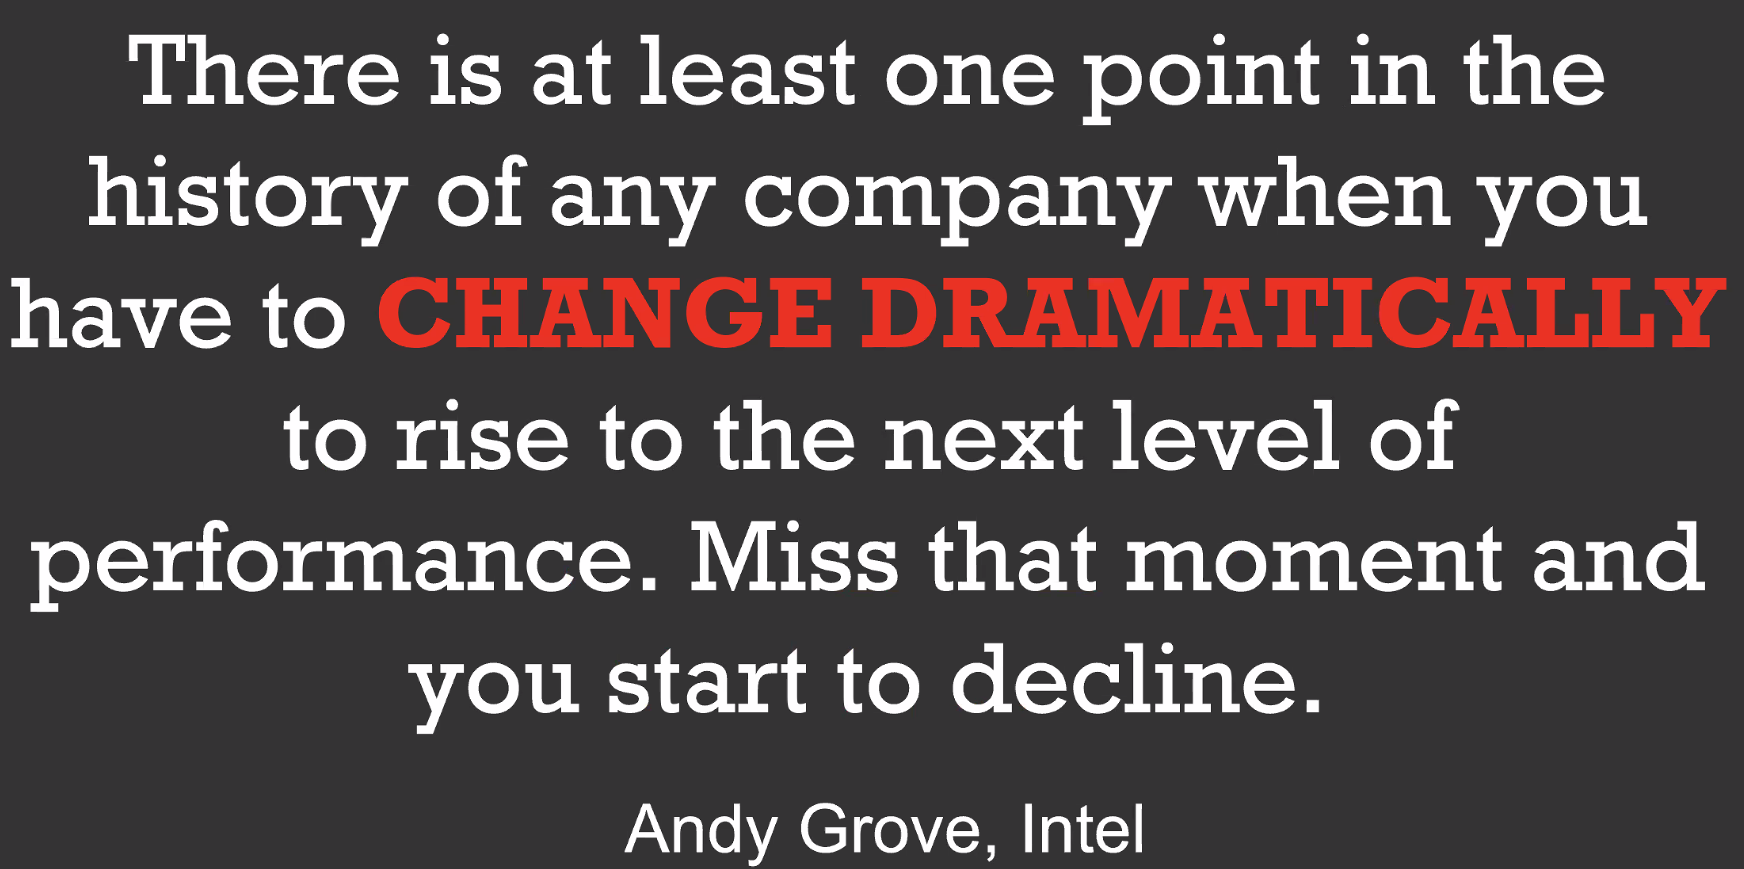 There is at least one point in the
history of any company when you
have to CHANGE DRAMATICALLY
to rise to the next level of
performance. Miss that moment and
you start to decline.
Andy Grove, Intel